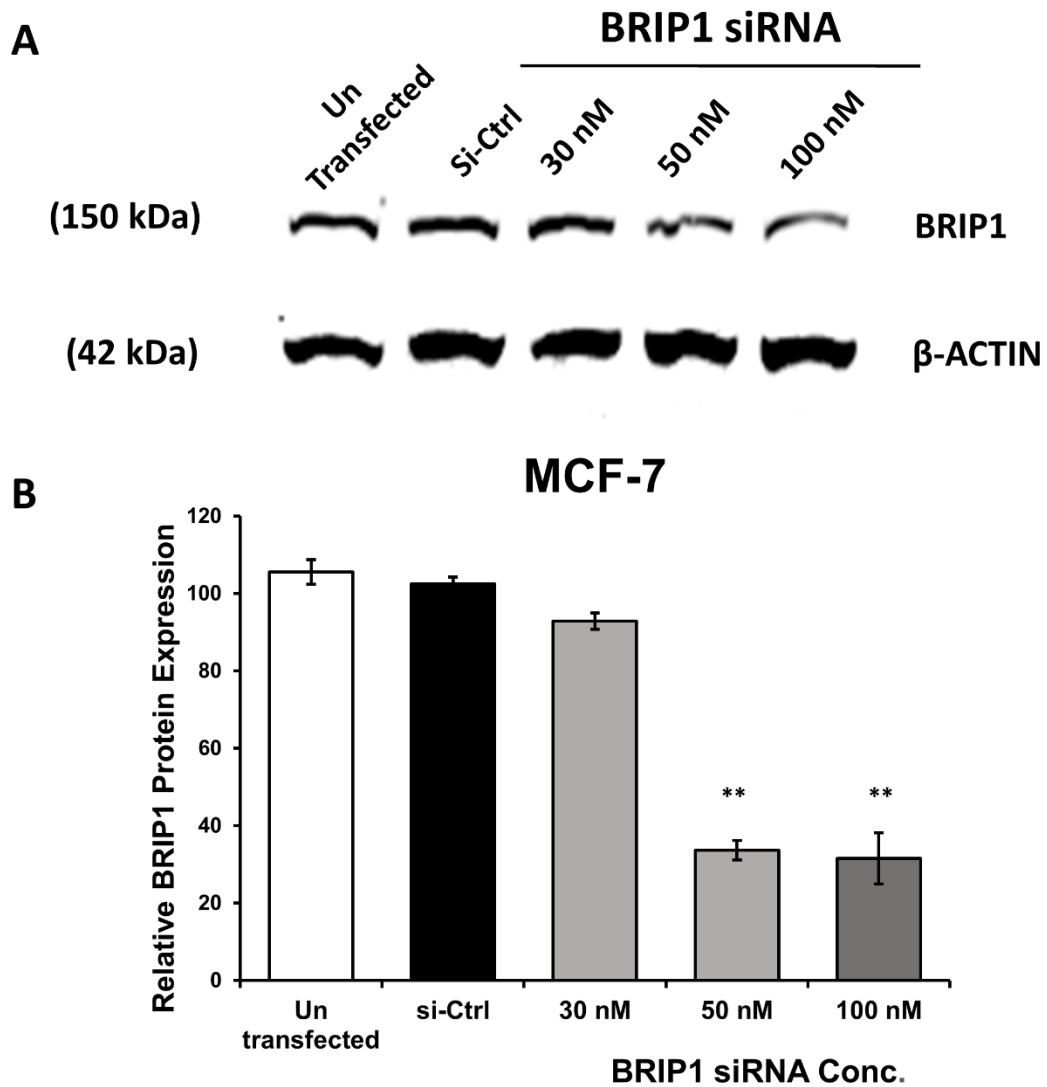 A
BRIP1 siRNA
Un
Transfected
Si-Ctrl
30 nM
50 nM
100 nM
(150 kDa)
BRIP1
(42 kDa)
β-ACTIN
B
MCF-7
Relative BRIP1 Protein Expression
120
100
80
60
40
20
0
**
**
Un
transfected
si-Ctrl
30 nM
50 nM
100 nM
BRIP1 siRNA Conc.